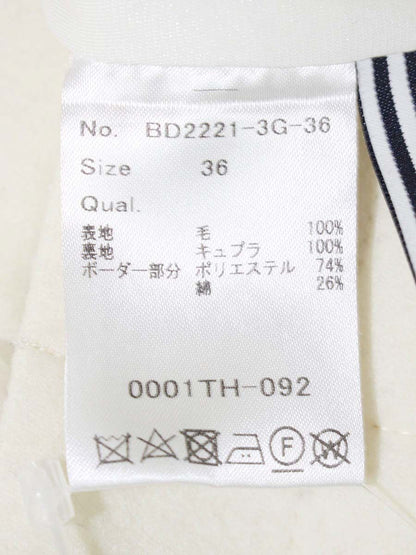 No. BD2221-3G-36
Size 36
Qual.
表地 毛 100%
裏地 キュプラ 100%
ボーダー部分 ポリエステル 74%
綿 26%
0001TH-092
F W